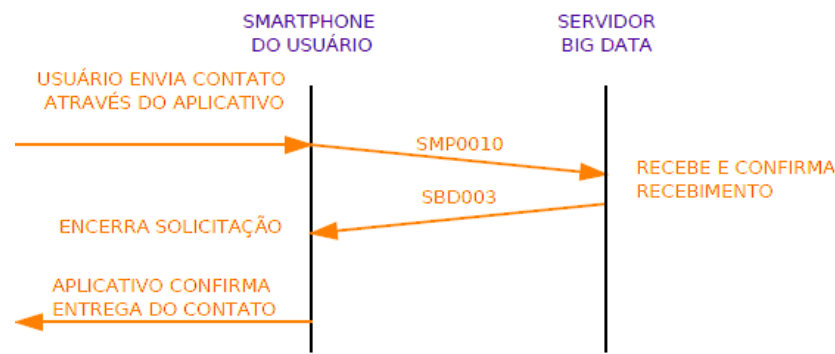 SMARTPHONE
DO USUÁRIO
SERVIDOR
BIG DATA
USUÁRIO ENVIA CONTATO
ATRAVÉS DO APLICATIVO
SMP0010
RECEBE E CONFIRMA
RECEBIMENTO
SBD003
ENCERRA SOLICITAÇÃO
APLICATIVO CONFIRMA
ENTREGA DO CONTATO